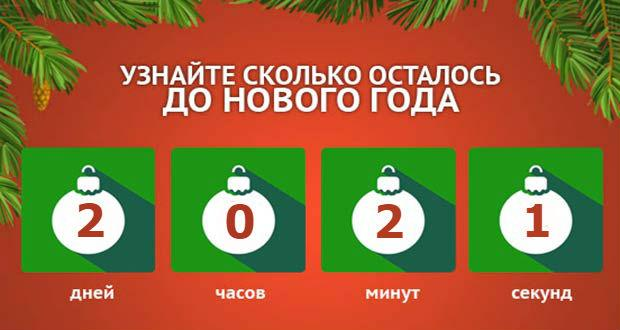 УЗНАЙТЕ СКОЛЬКО ОСТАЛОСЬ
ДО НОВОГО ГОДА
2 0 2 1
дней часов минут секунд